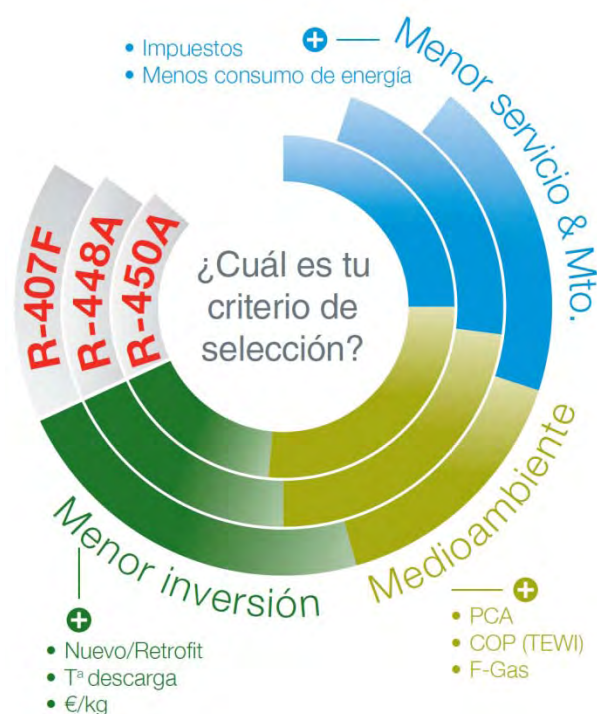 • Impuestos
• Menos consumo de energía
Menor servicio & Mto.
R-407F
R-448A
R-450A
¿Cuál es tu
criterio de
selección?
Menor inversión
Medioambiente
• Nuevo/Retrofit
• Tª descarga
• €/kg
• PCA
• COP (TEWI)
• F-Gas